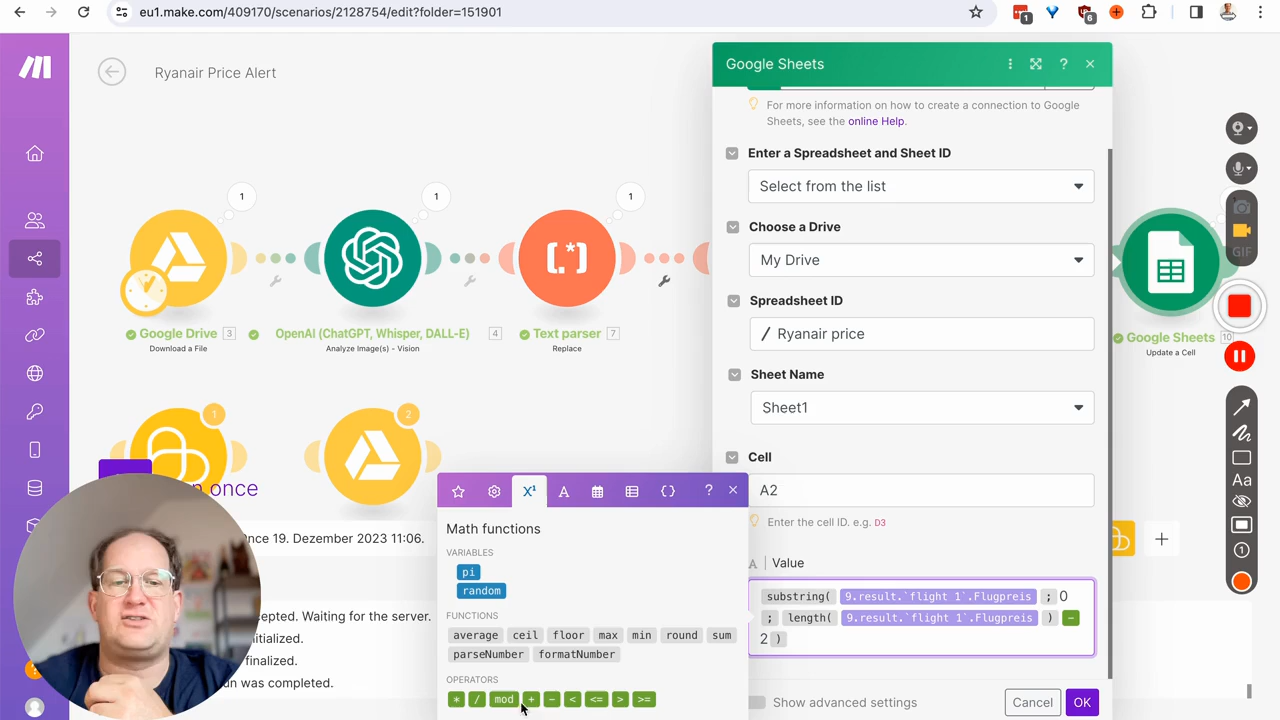 eu1.make.com/409170/scenarios/2128754/edit?folder=151901
1
6
Ryanair Price Alert
Google Sheets
?
For more information on how to create a connection to Google
Sheets, see the online Help.
Enter a Spreadsheet and Sheet ID
Select from the list
Choose a Drive
My Drive
Spreadsheet ID
/ Ryanair price
Sheet Name
Sheet1
Cell
A2
Enter the cell ID. e.g. D3
A | Value
substring( 9.result.`flight 1`.Flugpreis ; 0
; length( 9.result.`flight 1`.Flugpreis ) -
2 )
Show advanced settings
Cancel
OK
1
1
1
[.*]
Google Drive 3
Download a File
OpenAI (ChatGPT, Whisper, DALL-E) 4
Analyze Image(s) - Vision
Text parser 7
Replace
Google Sheets 10
Update a Cell
1
2
once
19. Dezember 2023 11:06.
Waiting for the server.
finalized.
run was completed.
X¹
A
{}
?
Math functions
VARIABLES
pi
random
FUNCTIONS
average ceil floor max min round sum
parseNumber formatNumber
OPERATORS
* / mod + - < <= > >=
GIF
Aa
1